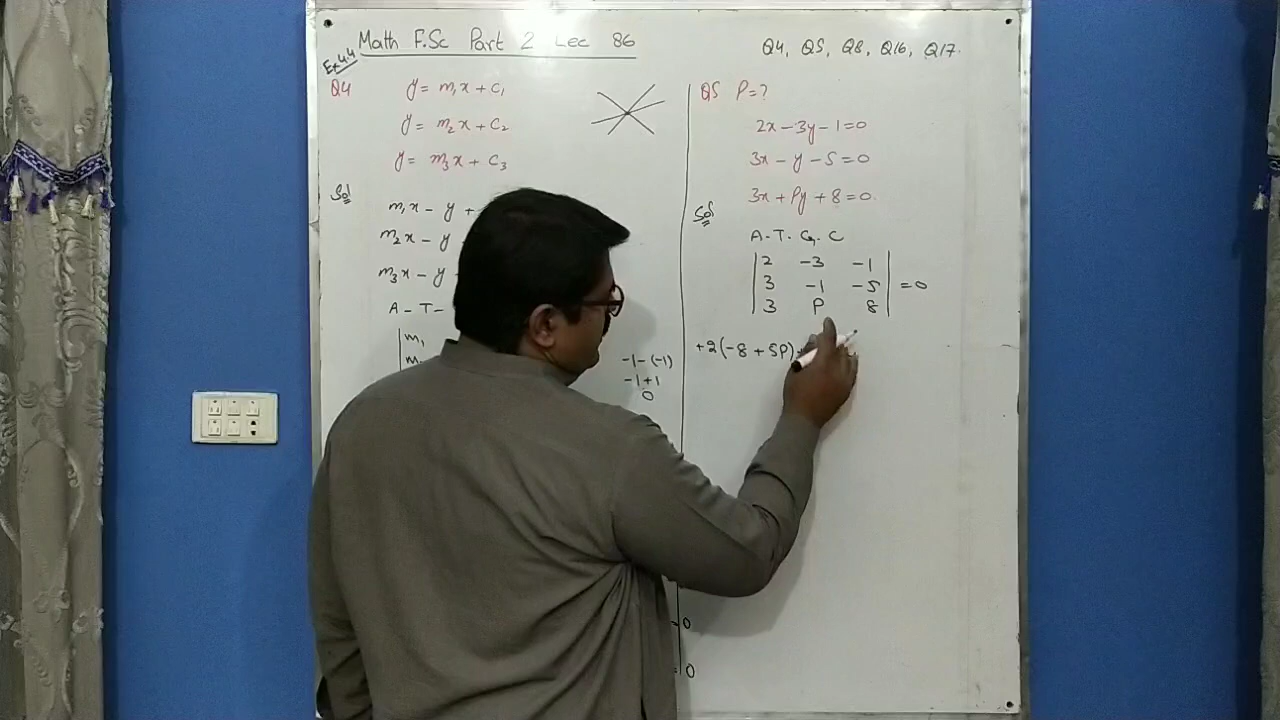 Math F.Sc Part 2 Lec 86
Q4, Q5, Q8, Q16, Q17.
Ex 4.4
Q4
y = m₁x + c₁
y = m₂x + c₂
y = m₃x + c₃
Sol
m₁x - y +
m₂x - y
m₃x - y
A-T-
m₁
-1-(-1)
-1+1
0
= 0
= 0
Q5 P=?
2x - 3y - 1 = 0
3x - y - 5 = 0
3x + Py + 8 = 0.
Sol
A.T.G.C
| 2 -3 -1 |
| 3 -1 -5 | = 0
| 3 P 8 |
+2(-8 + 5P)